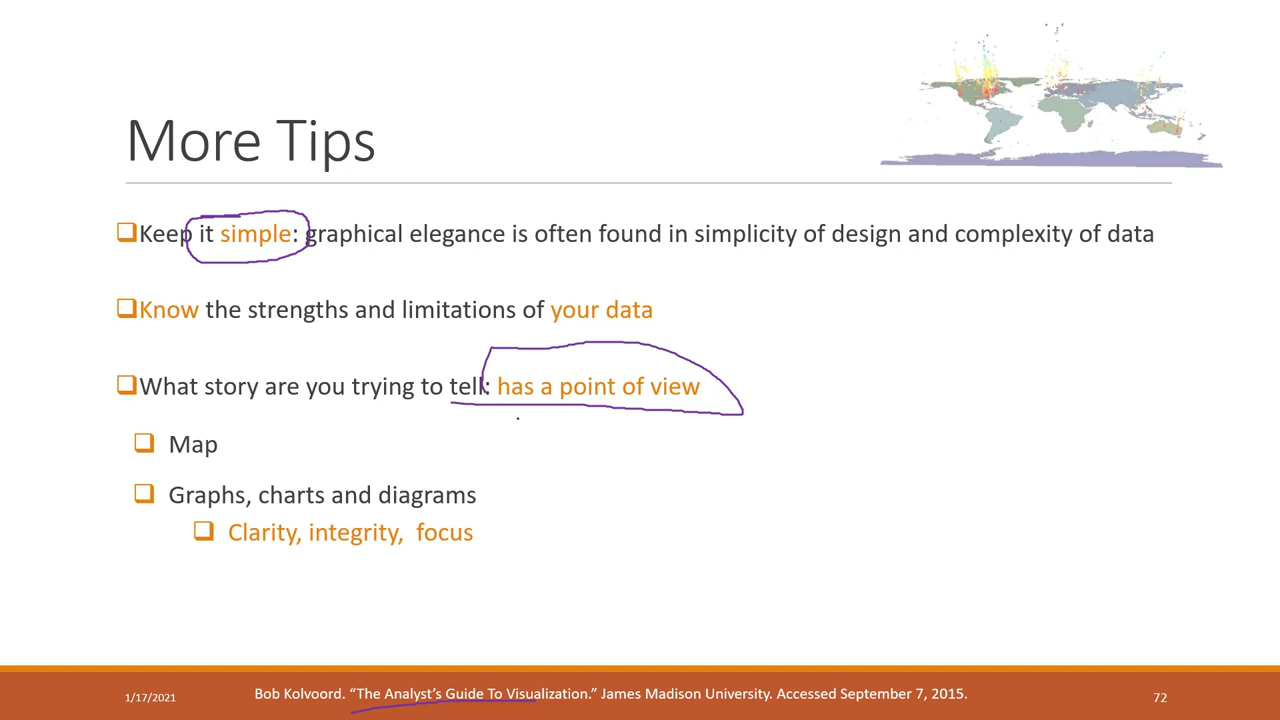 More Tips
Keep it simple: graphical elegance is often found in simplicity of design and complexity of data
Know the strengths and limitations of your data
What story are you trying to tell: has a point of view
Map
Graphs, charts and diagrams
Clarity, integrity, focus
1/17/2021
Bob Kolvoord. “The Analyst’s Guide To Visualization.” James Madison University. Accessed September 7, 2015.
72